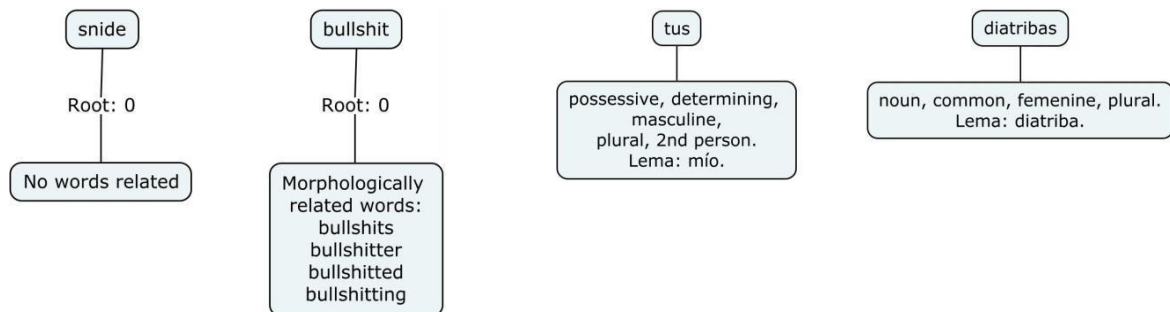 snide
Root: 0
No words related
bullshit
Root: 0
Morphologically
related words:
bullshits
bullshitter
bullshitted
bullshitting
tus
possessive, determining,
masculine,
plural, 2nd person.
Lema: mío.
diatribas
noun, common, femenine, plural.
Lema: diatriba.